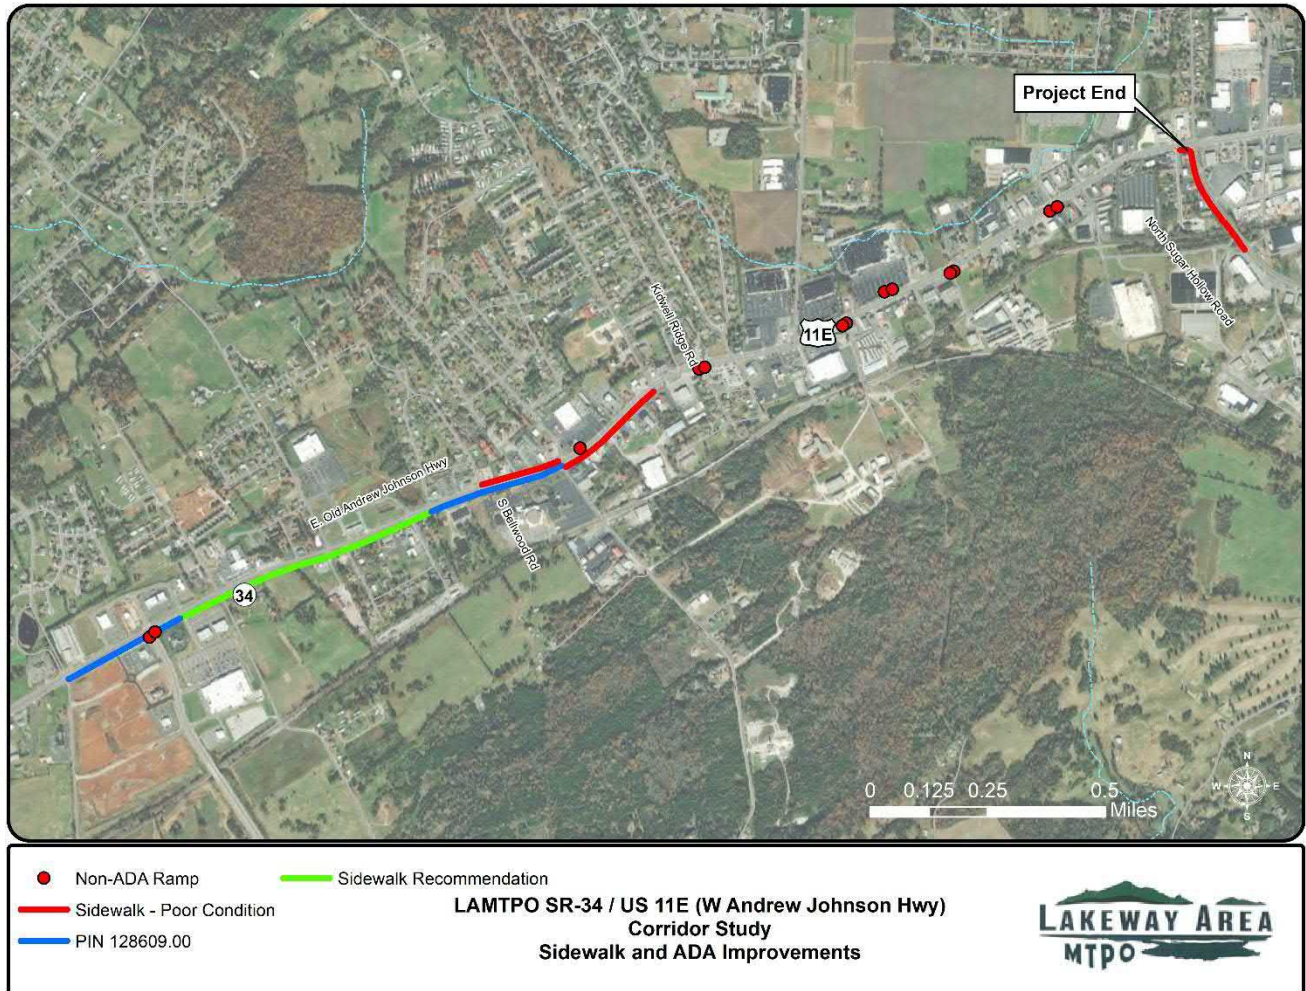 Project End
North Sugar Hollow Road
Kidwell Ridge Rd
11E
E. Old Andrew Johnson Hwy
S Bellwood Rd
34
N
W E
S
0 0.125 0.25 0.5
Miles
Non-ADA Ramp
Sidewalk Recommendation
Sidewalk - Poor Condition
PIN 128609.00
LAMTPO SR-34 / US 11E (W Andrew Johnson Hwy)
Corridor Study
Sidewalk and ADA Improvements
LAKEWAY AREA
MTPO